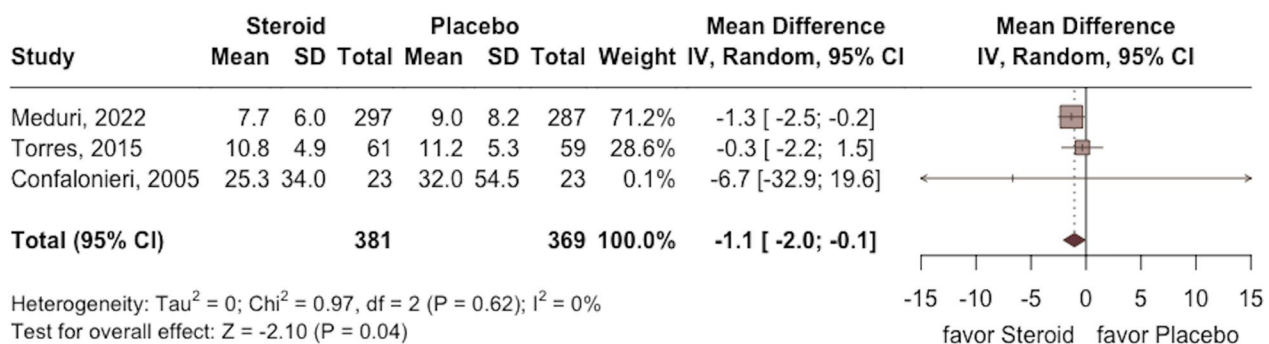 Steroid Placebo Mean Difference Mean Difference
Study Mean SD Total Mean SD Total Weight IV, Random, 95% CI IV, Random, 95% CI
Meduri, 2022 7.7 6.0 297 9.0 8.2 287 71.2% -1.3 [ -2.5; -0.2]
Torres, 2015 10.8 4.9 61 11.2 5.3 59 28.6% -0.3 [ -2.2; 1.5]
Confalonieri, 2005 25.3 34.0 23 32.0 54.5 23 0.1% -6.7 [-32.9; 19.6]
Total (95% CI) 381 369 100.0% -1.1 [ -2.0; -0.1]
Heterogeneity: Tau² = 0; Chi² = 0.97, df = 2 (P = 0.62); I² = 0%
Test for overall effect: Z = -2.10 (P = 0.04)
-15 -10 -5 0 5 10 15
favor Steroid favor Placebo